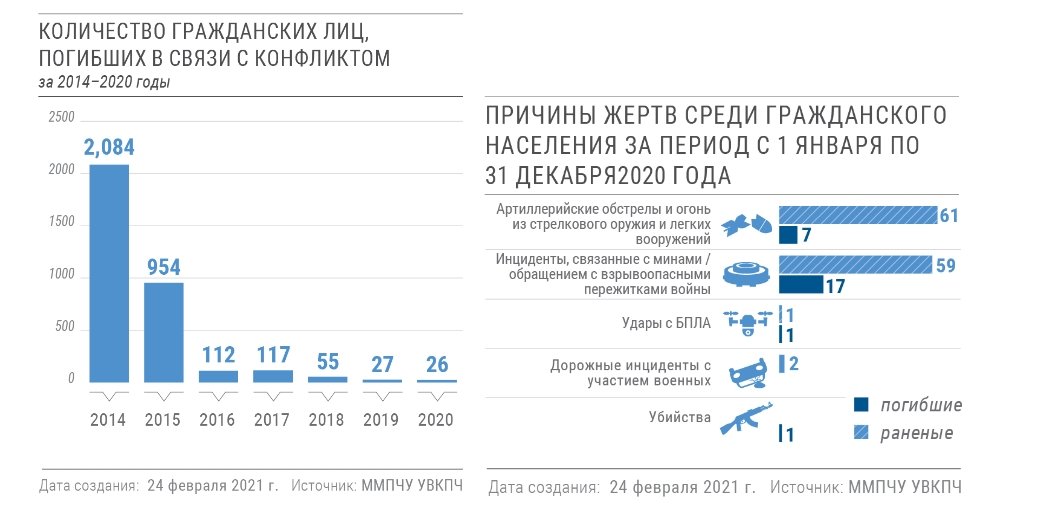 КОЛИЧЕСТВО ГРАЖДАНСКИХ ЛИЦ,
ПОГИБШИХ В СВЯЗИ С КОНФЛИКТОМ
за 2014–2020 годы
2500
2,084
2000
1500
1000
954
500
112
117
55
27
26
0
2014
2015
2016
2017
2018
2019
2020
Дата создания: 24 февраля 2021 г. Источник: ММПЧУ УВКПЧ
ПРИЧИНЫ ЖЕРТВ СРЕДИ ГРАЖДАНСКОГО
НАСЕЛЕНИЯ ЗА ПЕРИОД С 1 ЯНВАРЯ ПО
31 ДЕКАБРЯ2020 ГОДА
Артиллерийские обстрелы и огонь
из стрелкового оружия и легких
вооружений
61
7
Инциденты, связанные с минами /
обращением с взрывоопасными
пережитками войны
59
17
Удары с БПЛА
1
1
Дорожные инциденты с
участием военных
2
Убийства
1
погибшие
раненые
Дата создания: 24 февраля 2021 г. Источник: ММПЧУ УВКПЧ